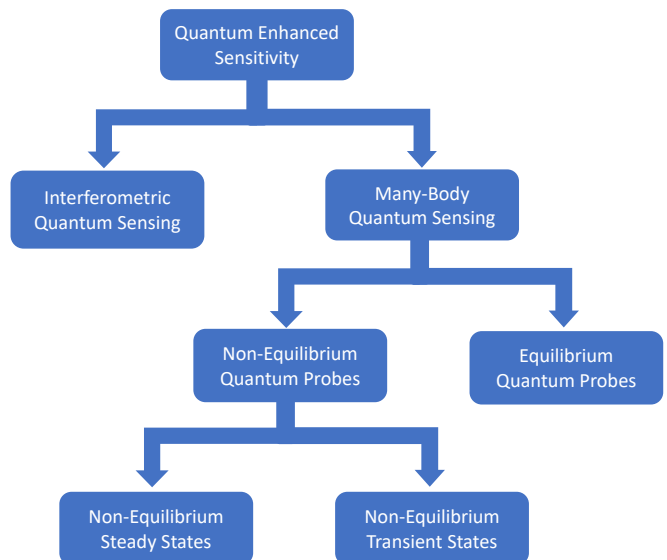 Quantum Enhanced
Sensitivity
Interferometric
Quantum Sensing
Many-Body
Quantum Sensing
Non-Equilibrium
Quantum Probes
Equilibrium
Quantum Probes
Non-Equilibrium
Steady States
Non-Equilibrium
Transient States